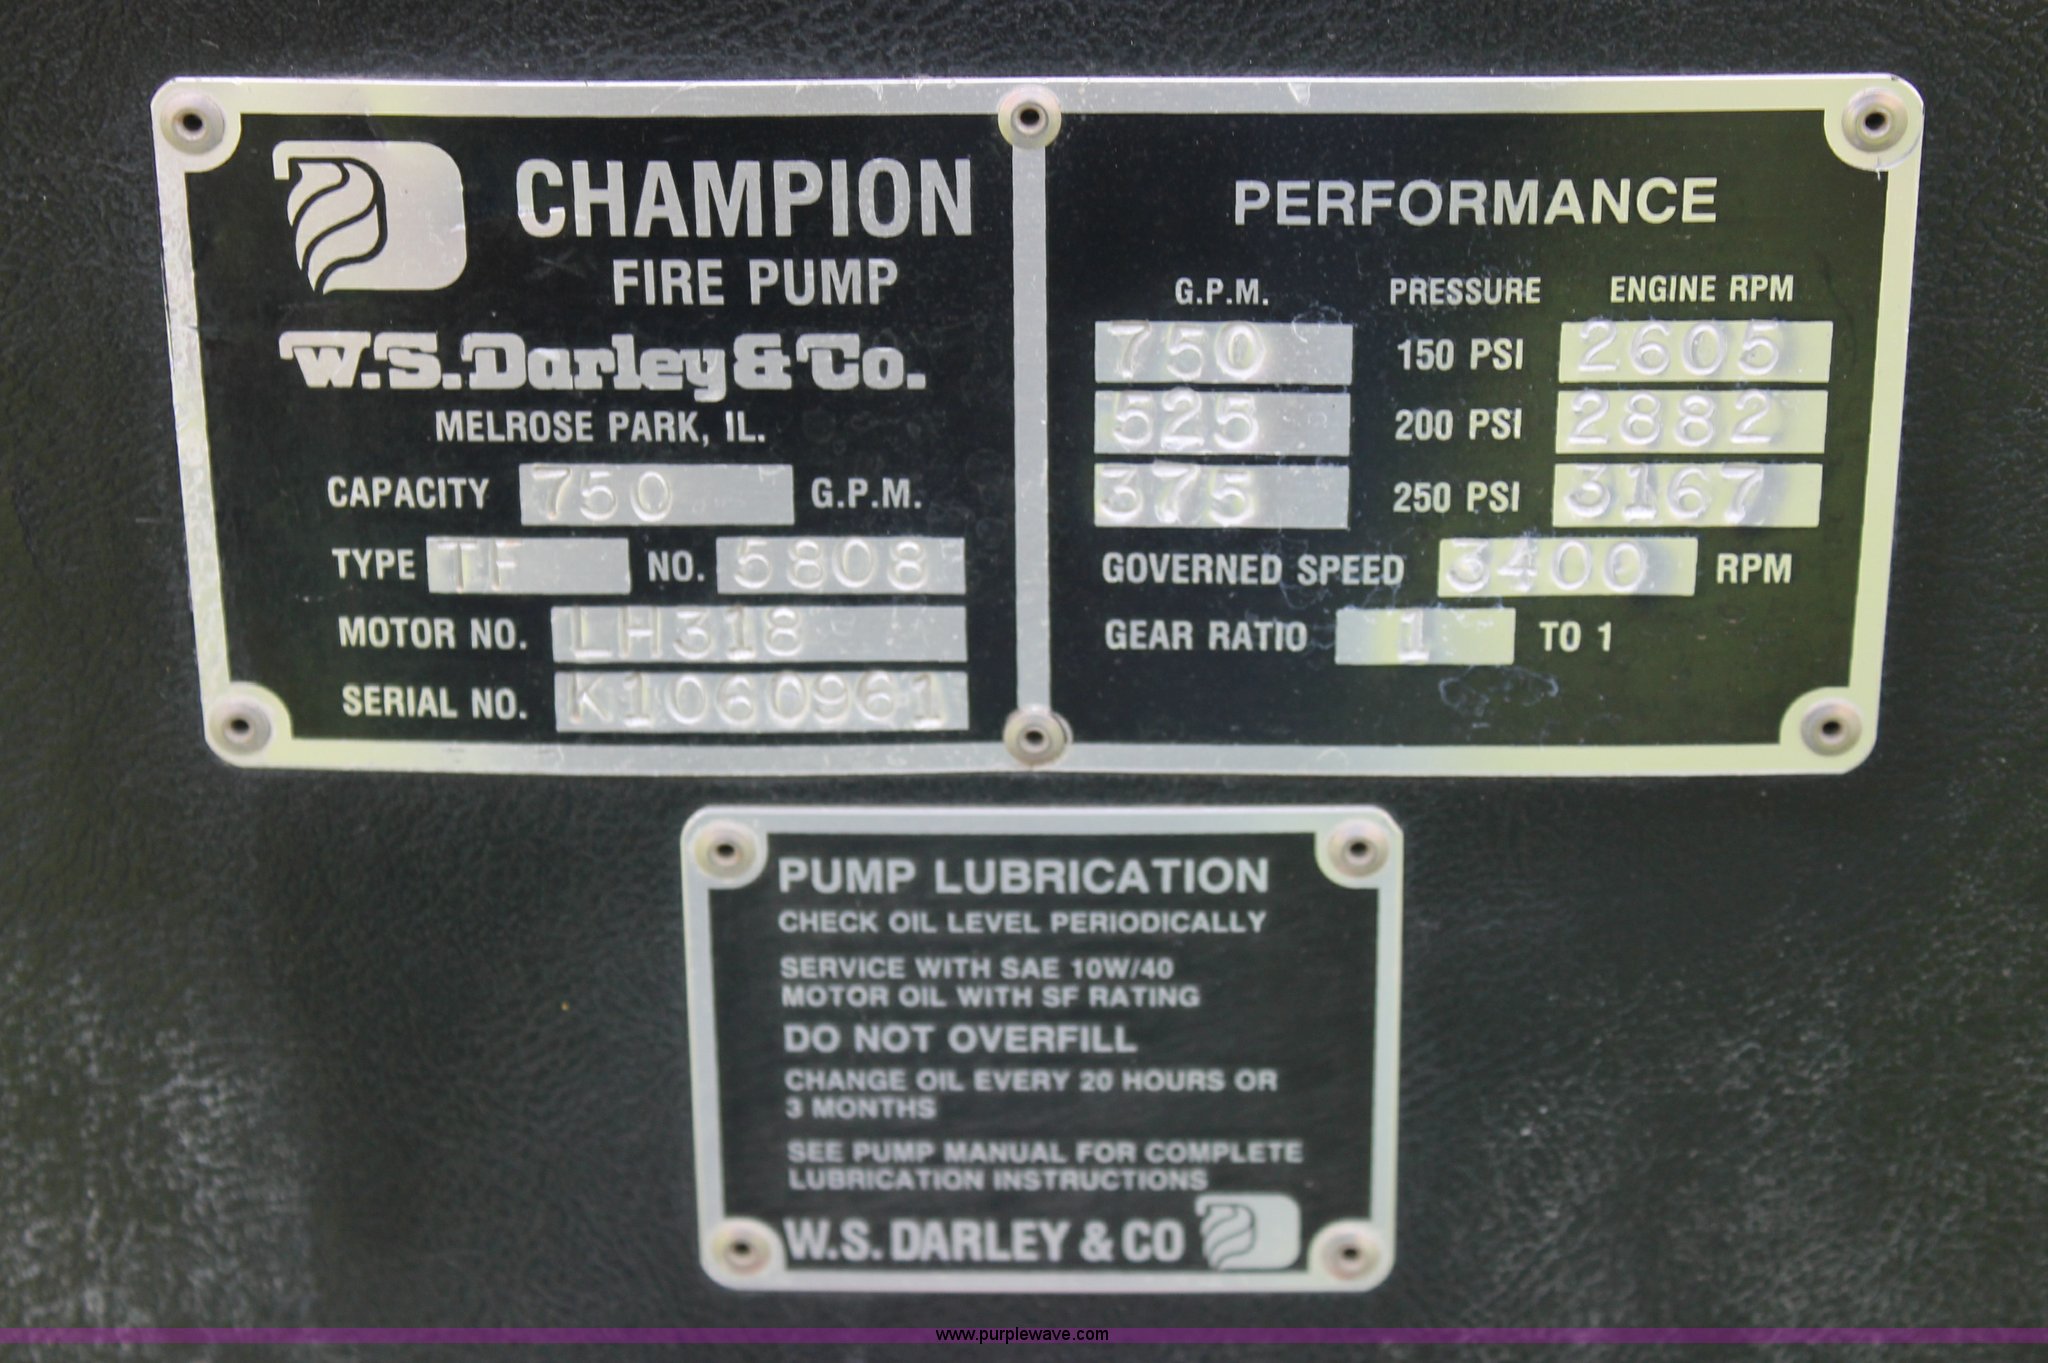 CHAMPION
FIRE PUMP
W.S. Darley & Co.
MELROSE PARK, IL.
CAPACITY 750 G.P.M.
TYPE TF NO. 5808
MOTOR NO. LH318
SERIAL NO. K1060961
PERFORMANCE
G.P.M. PRESSURE ENGINE RPM
750 150 PSI 2605
525 200 PSI 2882
375 250 PSI 3167
GOVERNED SPEED 3400 RPM
GEAR RATIO 1 TO 1
PUMP LUBRICATION
CHECK OIL LEVEL PERIODICALLY
SERVICE WITH SAE 10W/40
MOTOR OIL WITH SF RATING
DO NOT OVERFILL
CHANGE OIL EVERY 20 HOURS OR
3 MONTHS
SEE PUMP MANUAL FOR COMPLETE
LUBRICATION INSTRUCTIONS
W.S. DARLEY & CO
www.purplewave.com